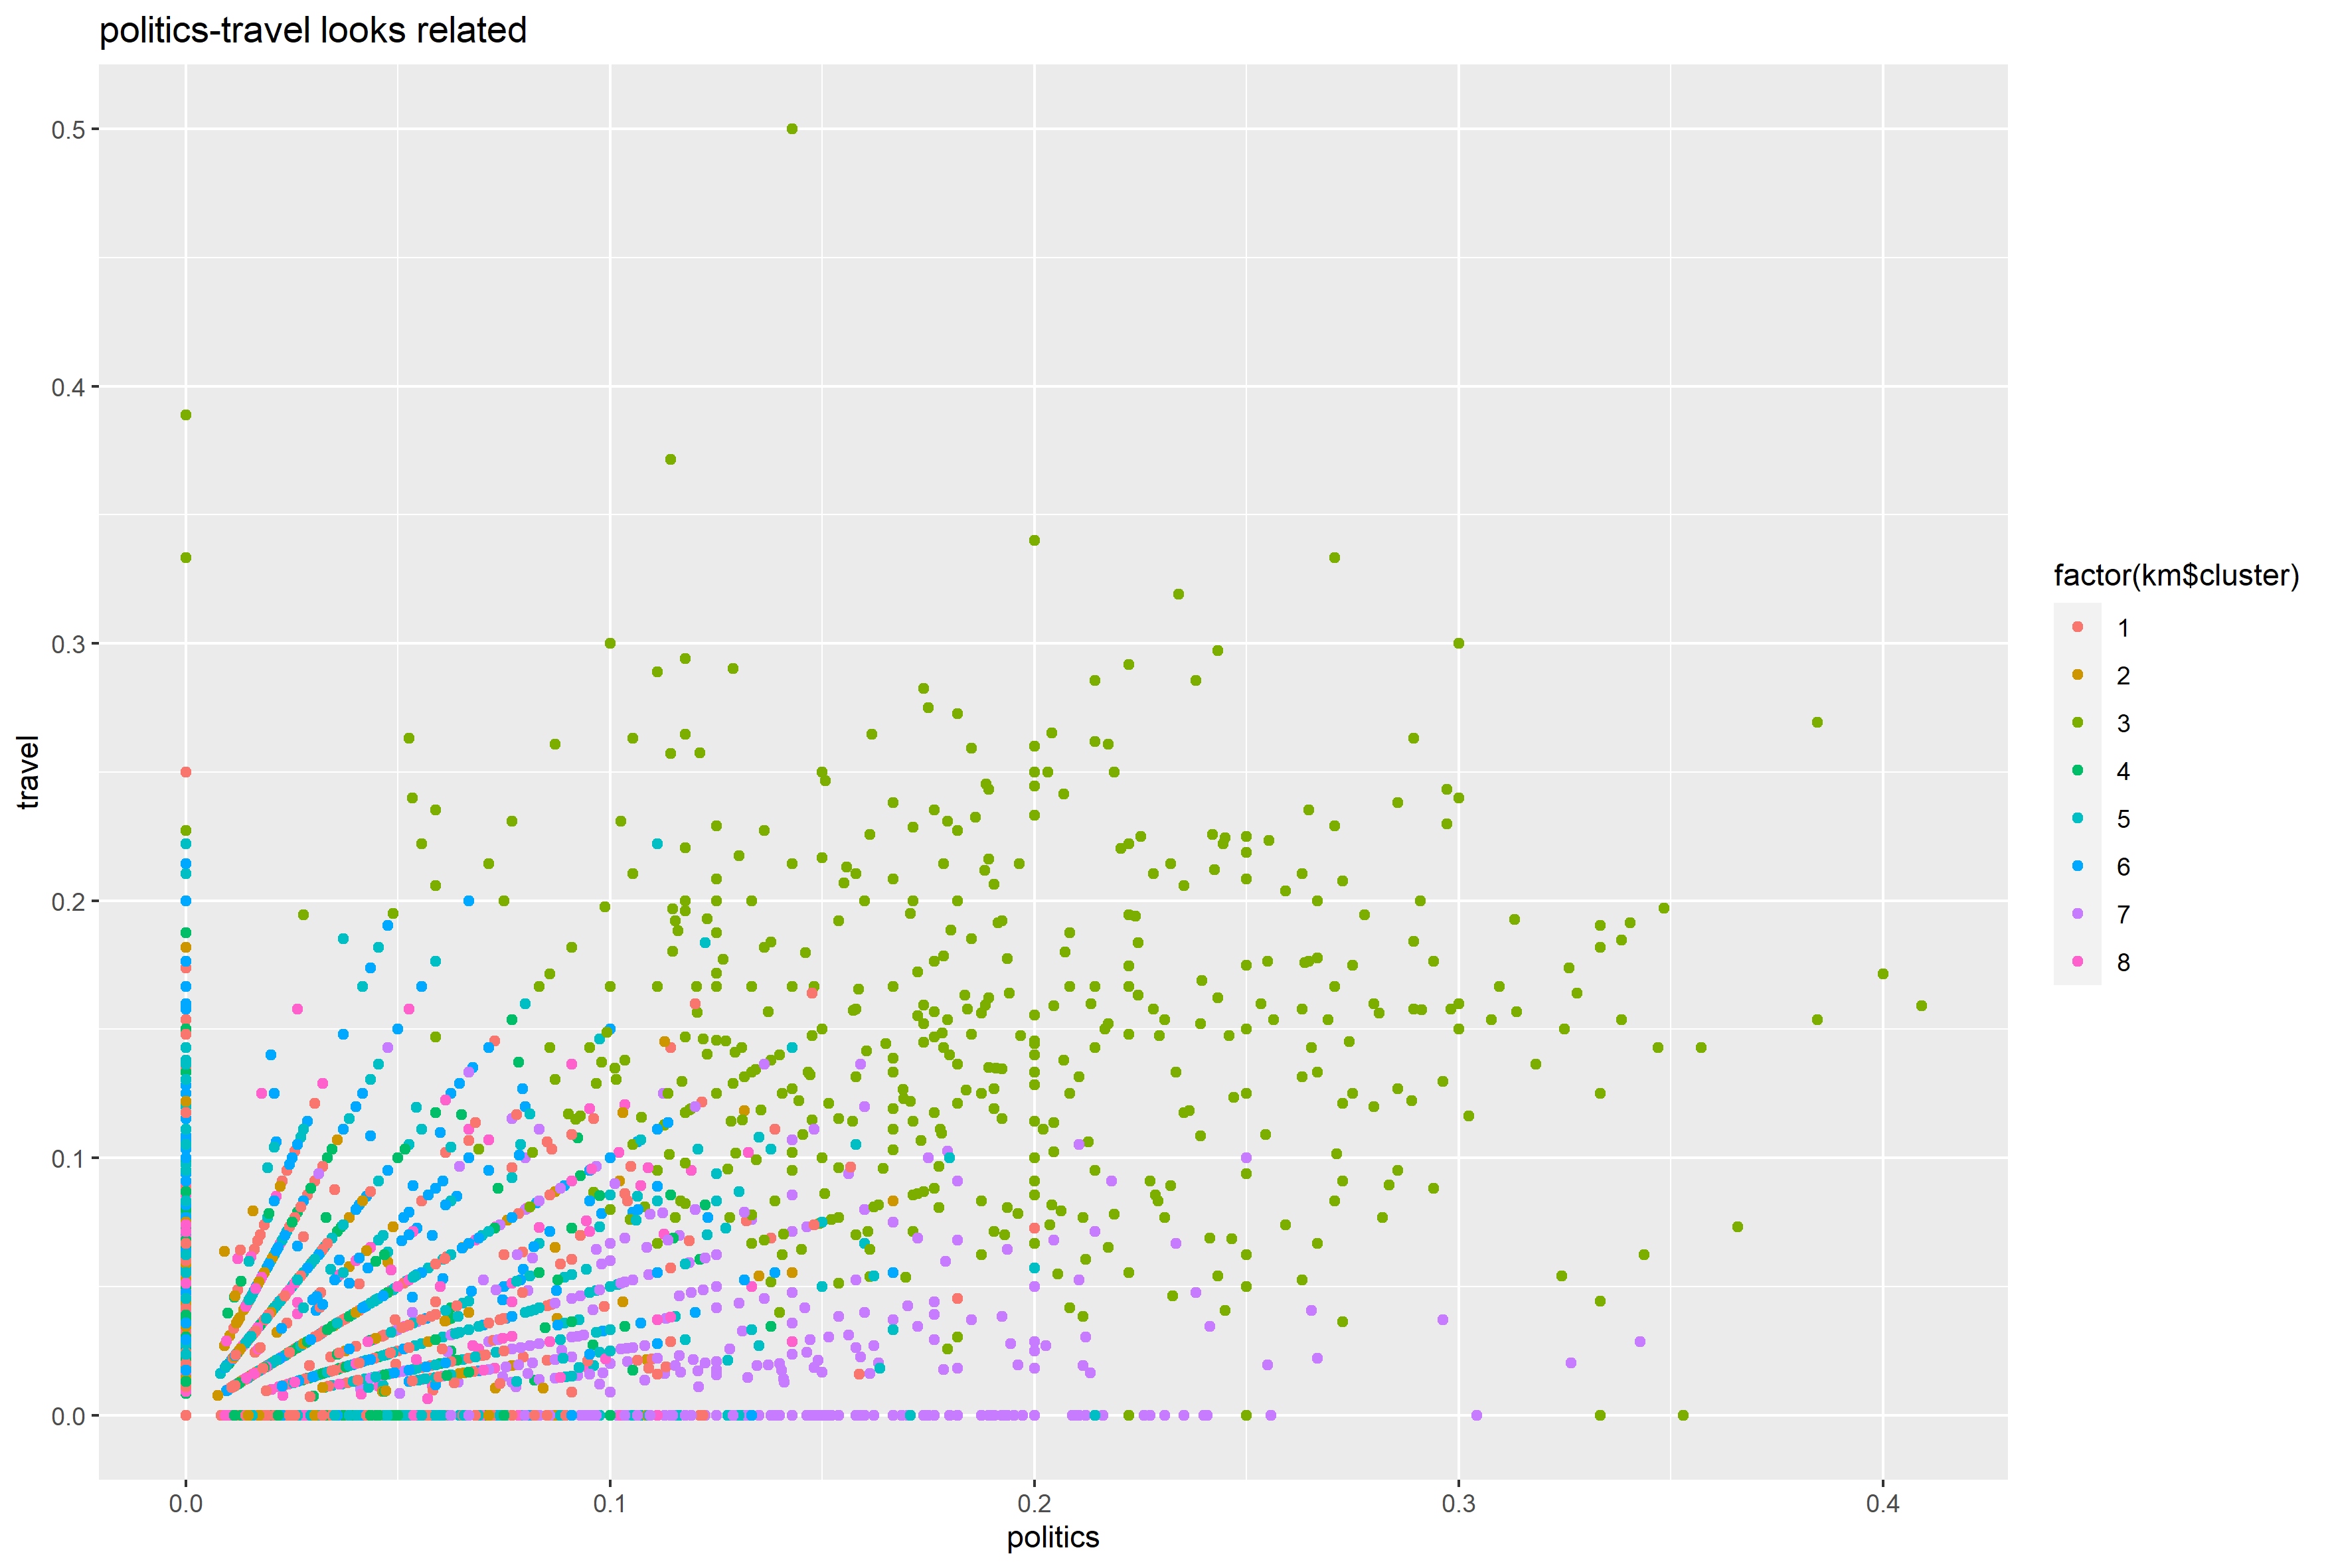 politics-travel looks related
0.5
0.4
0.3
0.2
0.1
0.0
travel
0.0 0.1 0.2 0.3 0.4
politics
factor(km$cluster)
1
2
3
4
5
6
7
8